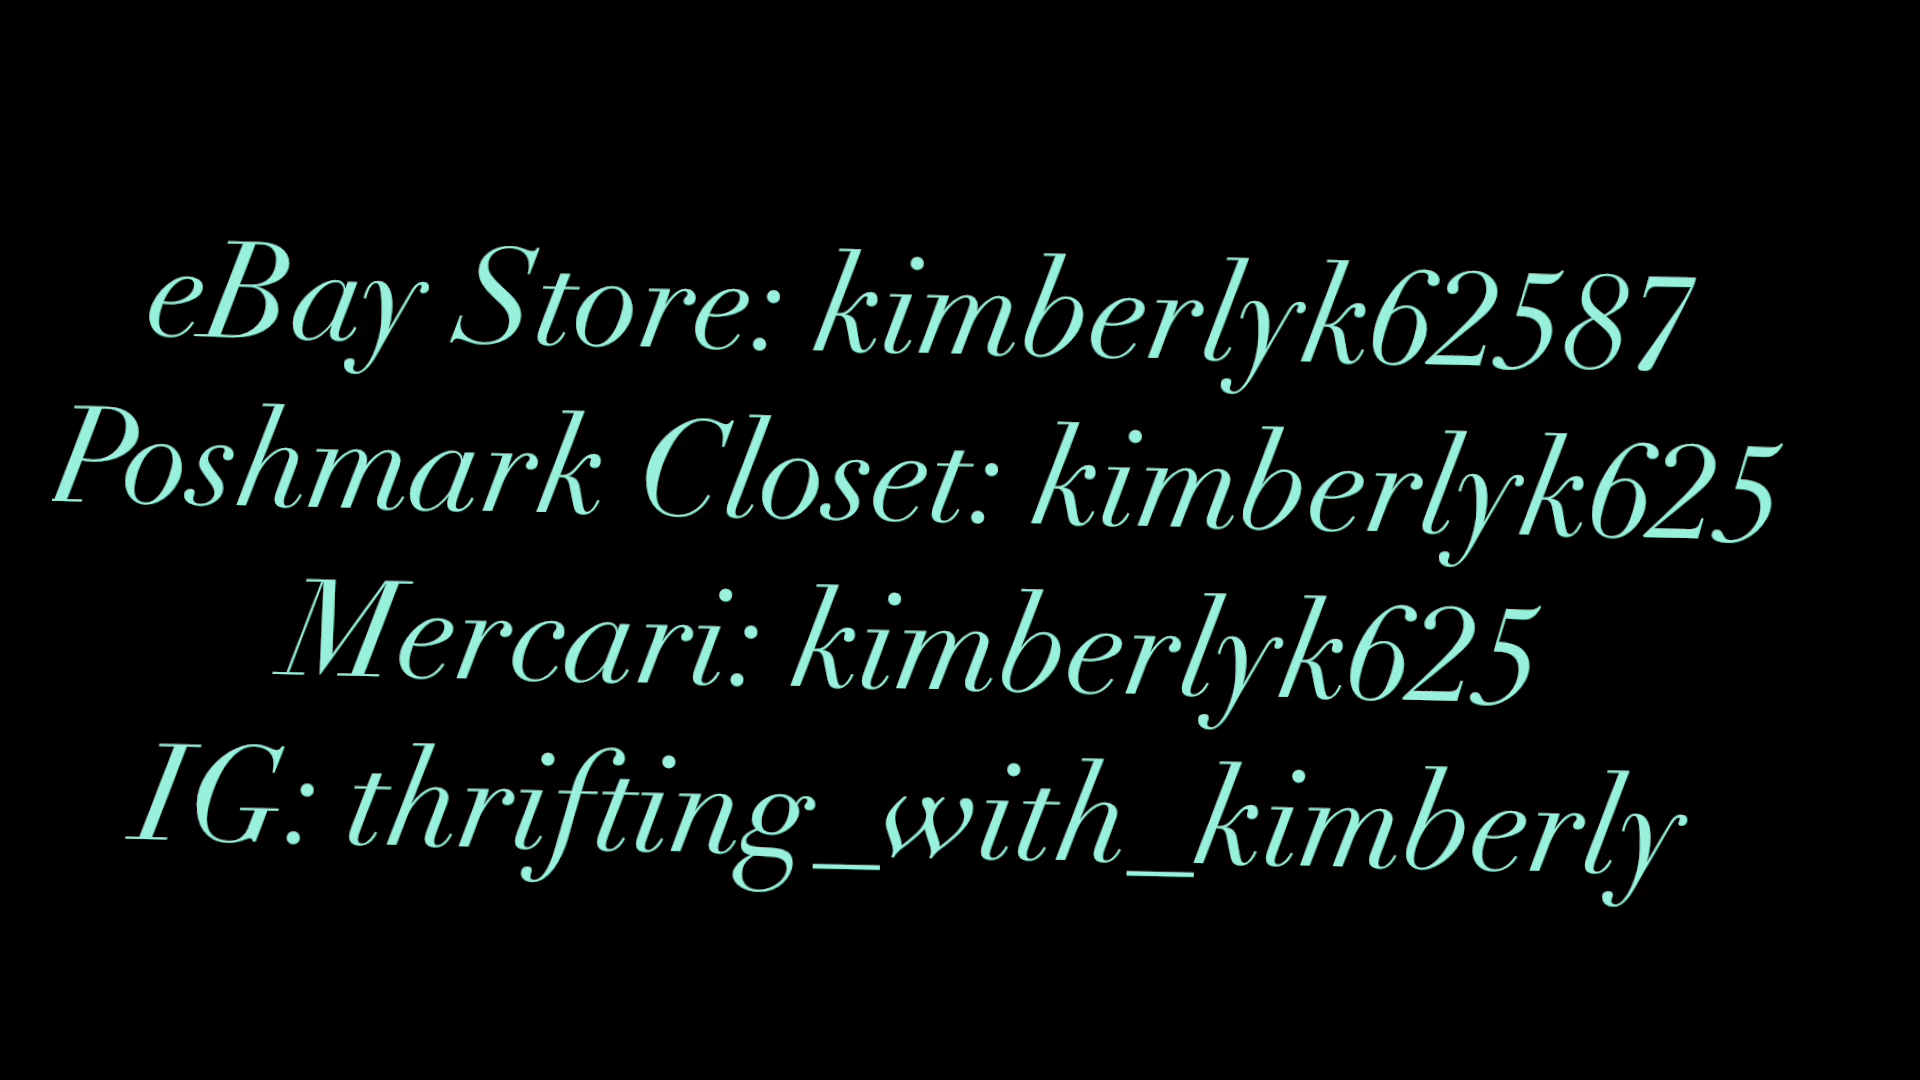 eBay Store: kimberlyk62587
Poshmark Closet: kimberlyk625
Mercari: kimberlyk625
IG: thrifting_with_kimberly